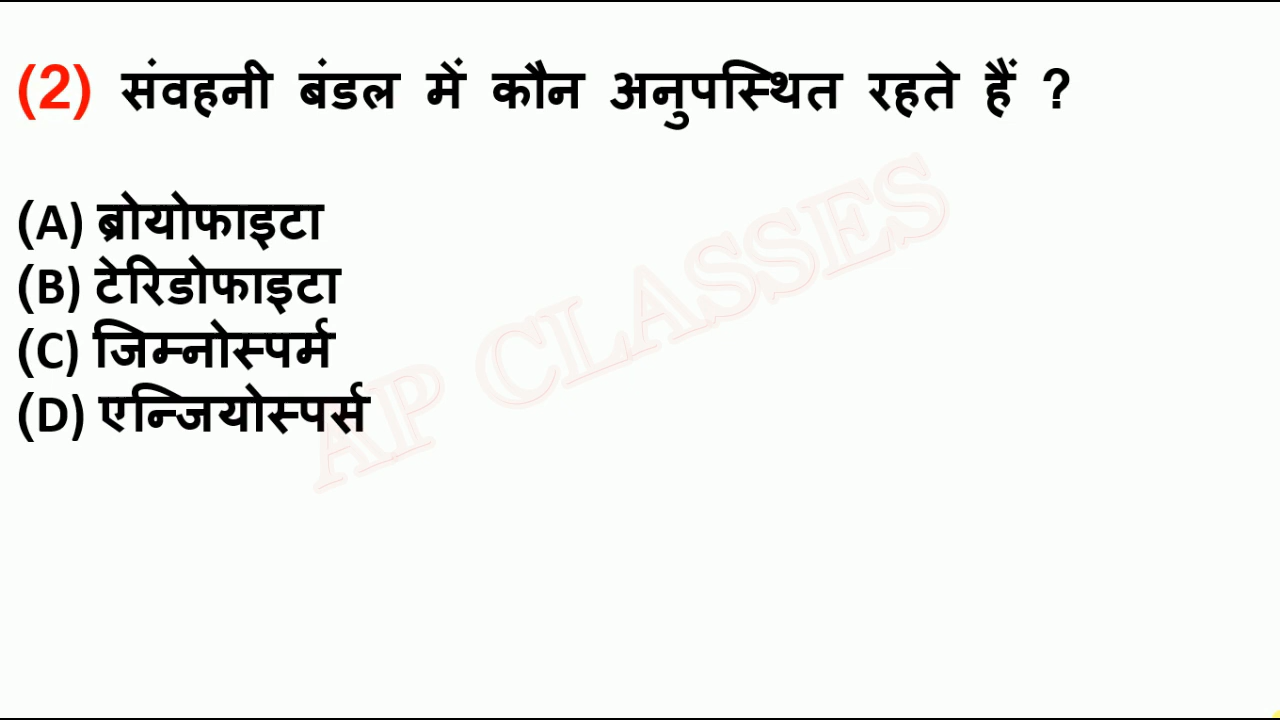 (2) संवहनी बंडल में कौन अनुपस्थित रहते हैं ?
(A) ब्रोयोफाइटा
(B) टेरिडोफाइटा
(C) जिम्नोस्पर्म
(D) एन्जियोस्पर्स
AP CLASSES